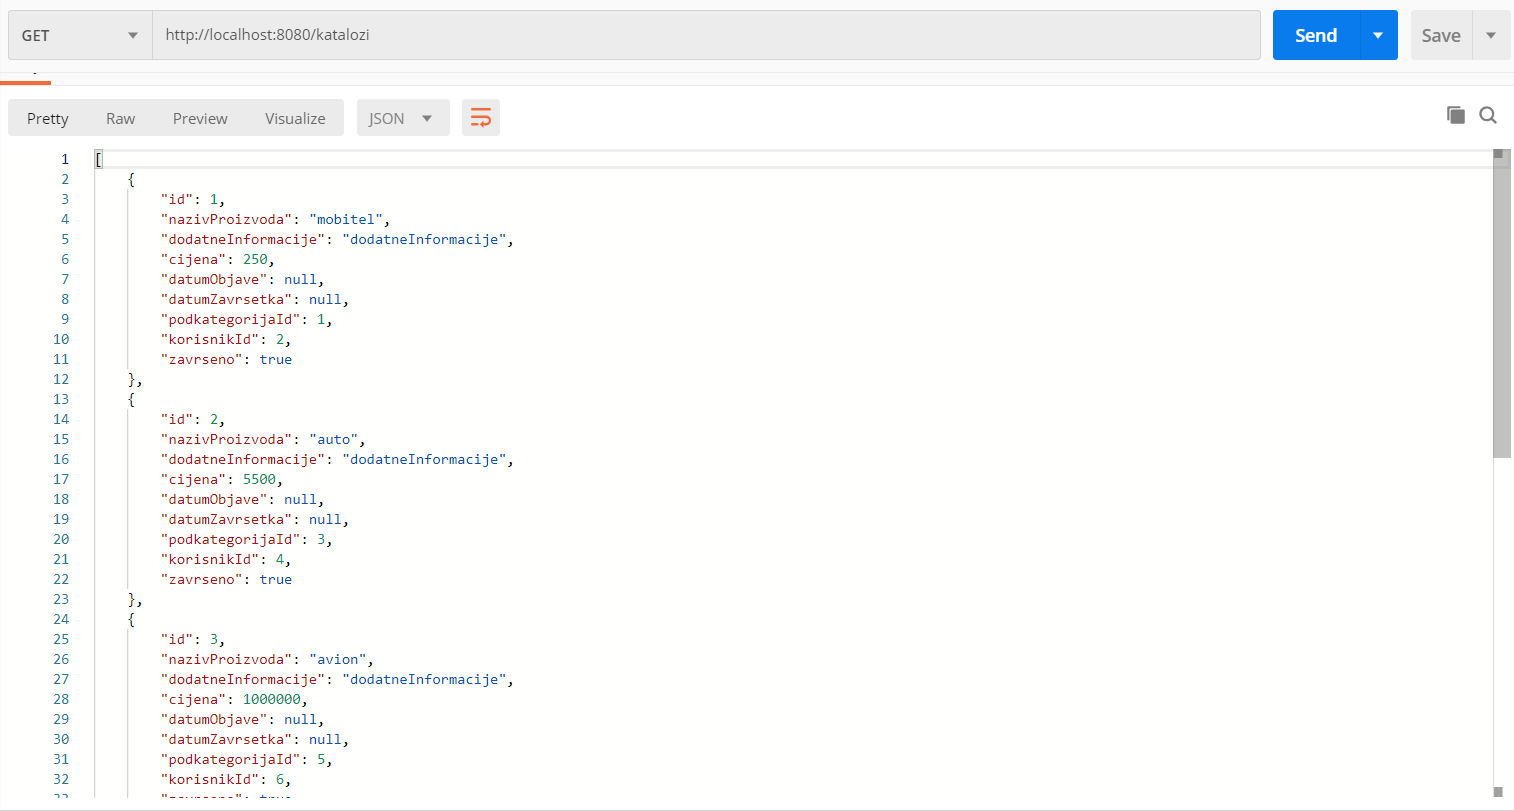 GET http://localhost:8080/katalozi Send Save
Pretty Raw Preview Visualize JSON
1 [
2 {
3 "id": 1,
4 "nazivProizvoda": "mobitel",
5 "dodatneInformacije": "dodatneInformacije",
6 "cijena": 250,
7 "datumObjave": null,
8 "datumZavrsetka": null,
9 "podkategorijaId": 1,
10 "korisnikId": 2,
11 "zavrseno": true
12 },
13 {
14 "id": 2,
15 "nazivProizvoda": "auto",
16 "dodatneInformacije": "dodatneInformacije",
17 "cijena": 5500,
18 "datumObjave": null,
19 "datumZavrsetka": null,
20 "podkategorijaId": 3,
21 "korisnikId": 4,
22 "zavrseno": true
23 },
24 {
25 "id": 3,
26 "nazivProizvoda": "avion",
27 "dodatneInformacije": "dodatneInformacije",
28 "cijena": 1000000,
29 "datumObjave": null,
30 "datumZavrsetka": null,
31 "podkategorijaId": 5,
32 "korisnikId": 6,